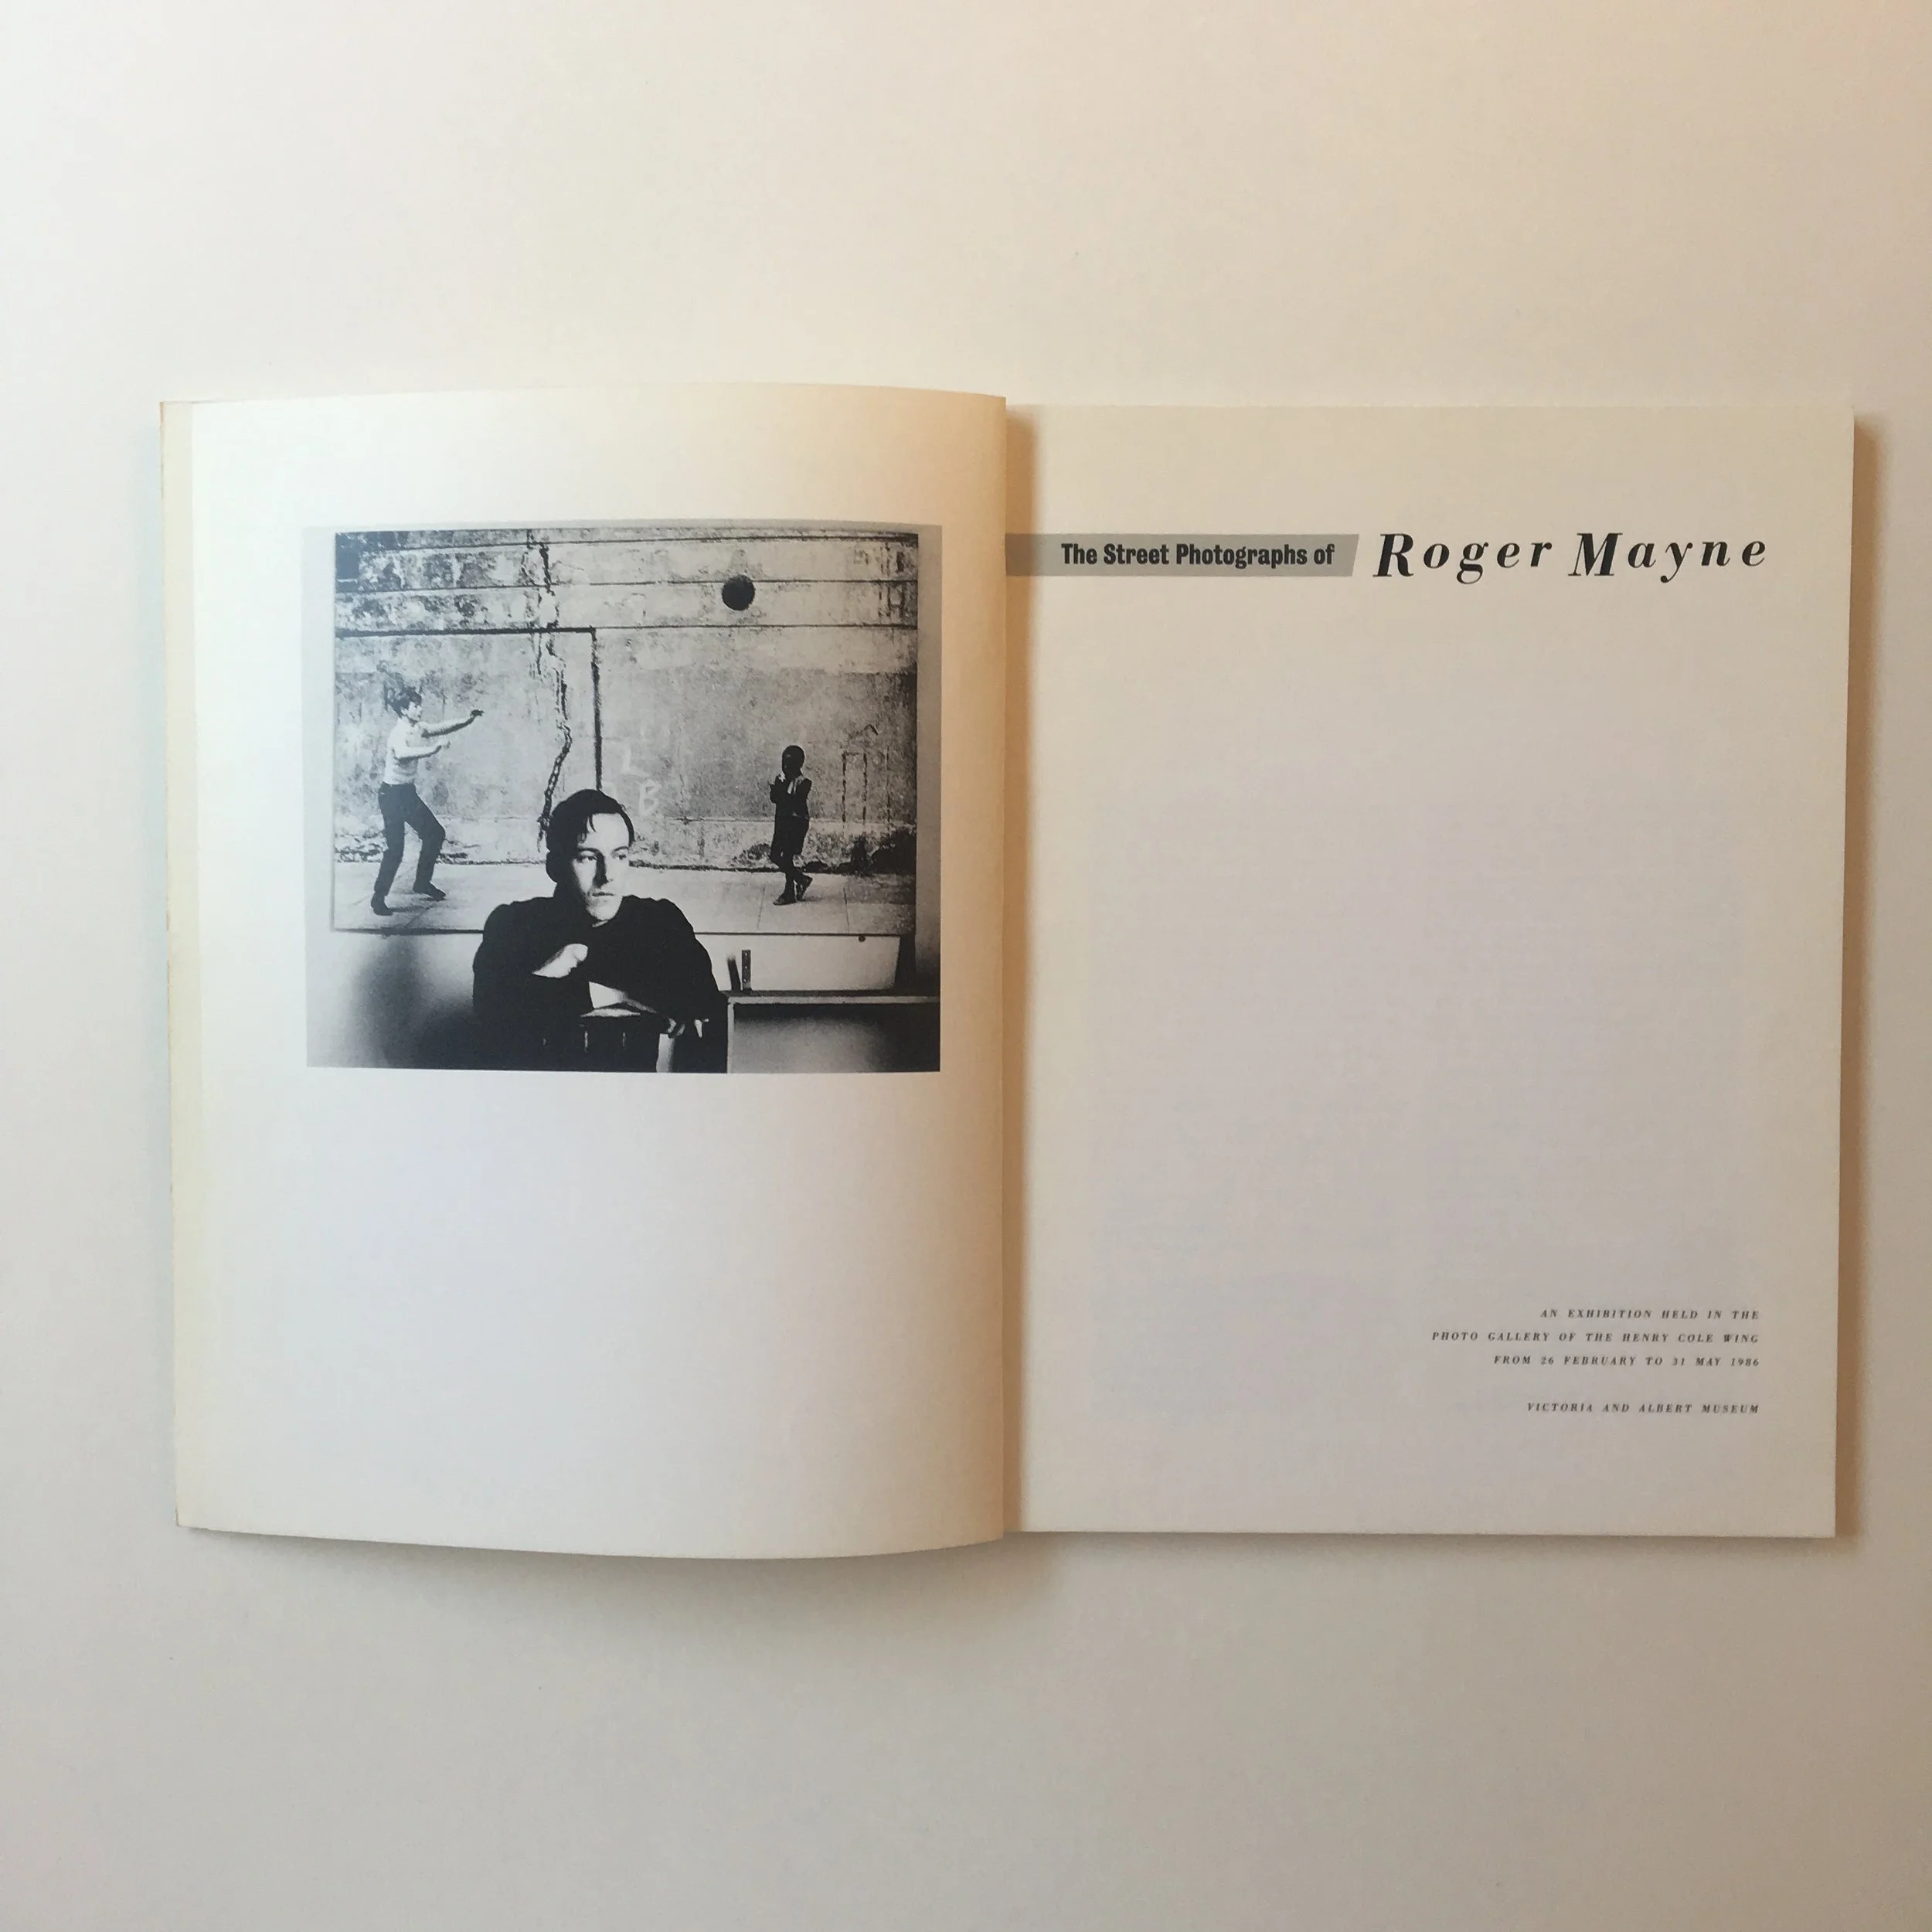 L
B
The Street Photographs of Roger Mayne
AN EXHIBITION HELD IN THE
PHOTO GALLERY OF THE HENRY COLE WING
FROM 26 FEBRUARY TO 31 MAY 1986
VICTORIA AND ALBERT MUSEUM